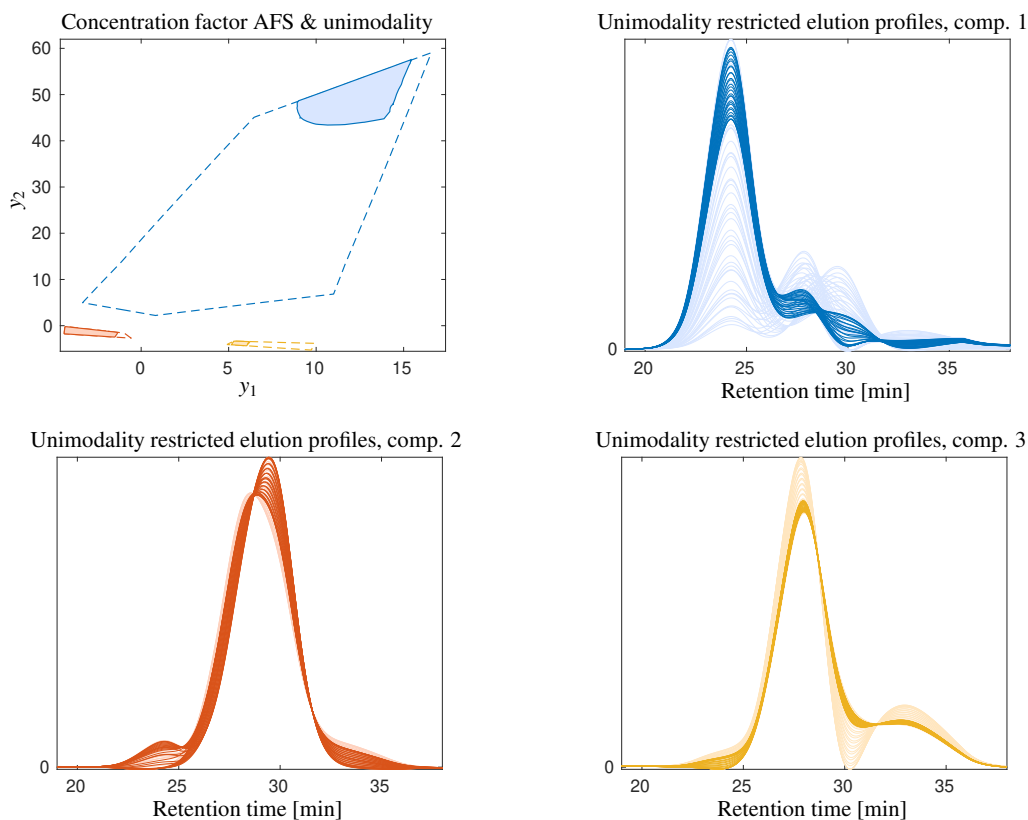 Concentration factor AFS & unimodality
60
50
40
30
20
10
0
y2
0 5 10 15
y1
Unimodality restricted elution profiles, comp. 1
0
20 25 30 35
Retention time [min]
Unimodality restricted elution profiles, comp. 2
0
20 25 30 35
Retention time [min]
Unimodality restricted elution profiles, comp. 3
0
20 25 30 35
Retention time [min]